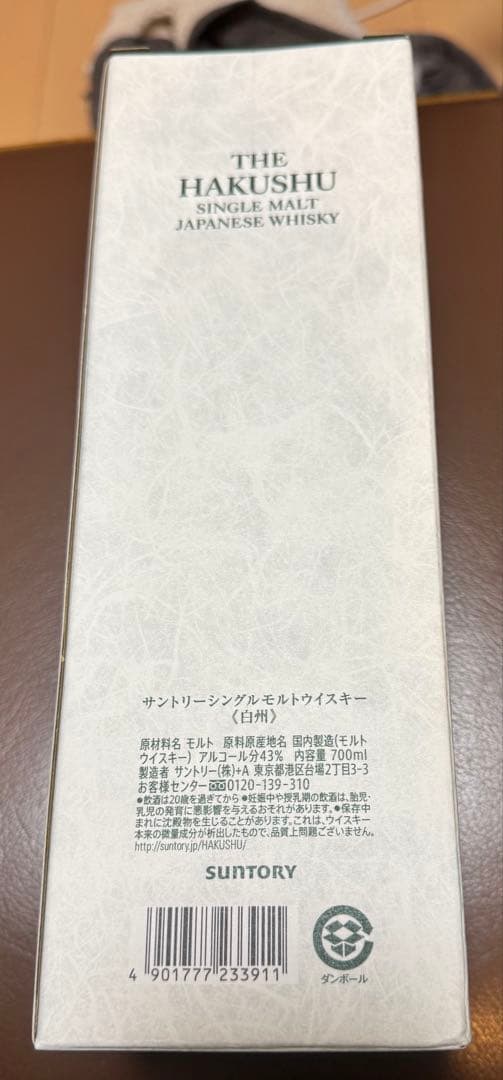 THE
HAKUSHU
SINGLE MALT
JAPANESE WHISKY
サントリーシングルモルトウイスキー
《白州》
原材料名 モルト 原料原産地名 国内製造(モルト
ウイスキー) アルコール分43% 内容量 700ml
製造者 サントリー(株)+A 東京都港区台場2丁目3-3
お客様センター 0120-139-310
●飲酒は20歳を過ぎてから ●妊娠中や授乳期の飲酒は、胎児・
乳児の発育に悪影響を与えるおそれがあります。●保存中
まれに沈殿物を生じることがあります。これは、ウイスキー
本来の微量成分が析出したもので、品質上問題ございません。
http://suntory.jp/HAKUSHU/
SUNTORY
4 901777 233911
ダンボール